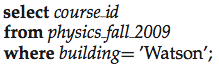 select course_id
from physics_fall_2009
where building= 'Watson';